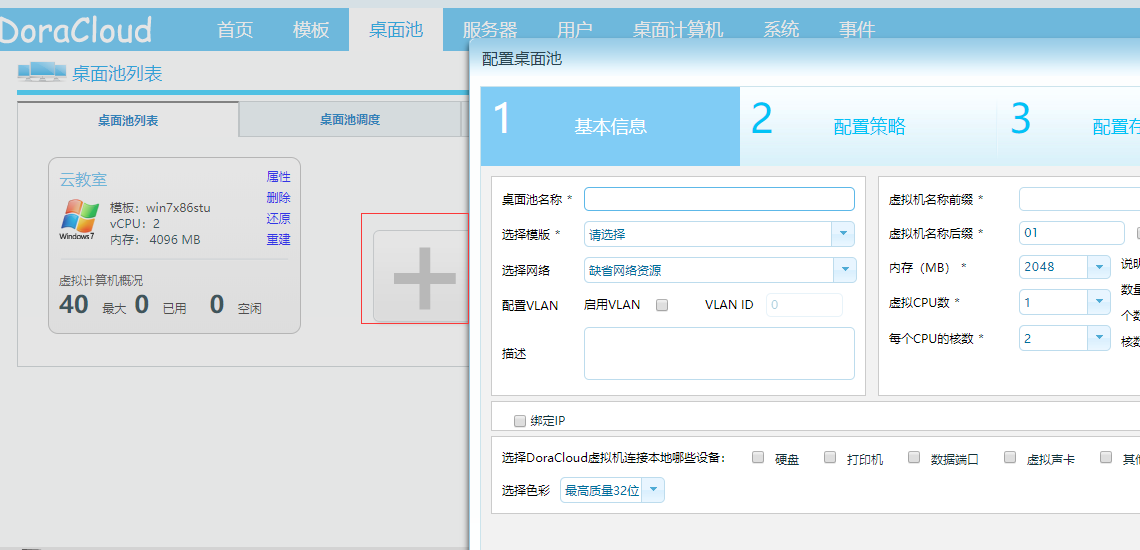 DoraCloud
首页 模板 桌面池 服务器 用户 桌面计算机 系统 事件
桌面池列表
桌面池列表 桌面池调度
云教室
属性
删除
还原
重建
模板：win7x86stu
vCPU：2
内存： 4096 MB
Windows7
虚拟计算机概况
40 最大 0 已用 0 空闲
配置桌面池
1 基本信息 2 配置策略 3 配置存
桌面池名称 *
选择模版 * 请选择
选择网络 缺省网络资源
配置VLAN 启用VLAN VLAN ID 0
描述
虚拟机名称前缀 *
虚拟机名称后缀 * 01
内存（MB） * 2048 说明
虚拟CPU数 * 1
每个CPU的核数 * 2
数量
个数
核数
绑定IP
选择DoraCloud虚拟机连接本地哪些设备： 硬盘 打印机 数据端口 虚拟声卡 其他
选择色彩 最高质量32位